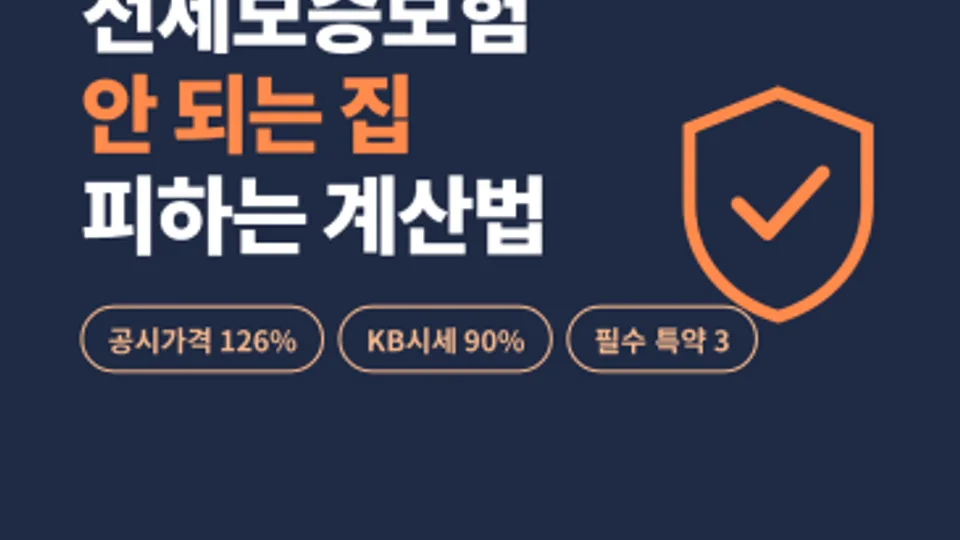 전세보증보험
안 되는 집
피하는 계산법
공시가격 126%
KB시세 90%
필수 특약 3